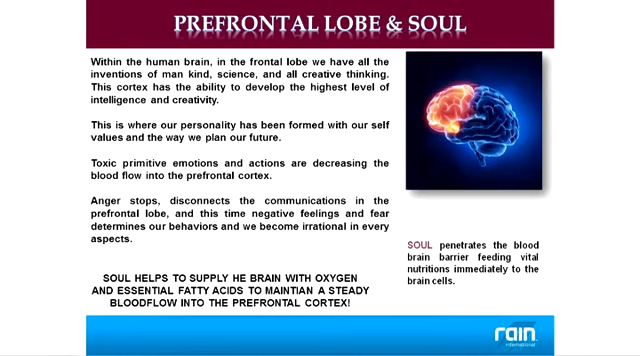 PREFRONTAL LOBE & SOUL
Within the human brain, in the frontal lobe we have all the
inventions of man kind, science, and all creative thinking.
This cortex has the ability to develop the highest level of
intelligence and creativity.
This is where our personality has been formed with our self
values and the way we plan our future.
Toxic primitive emotions and actions are decreasing the
blood flow into the prefrontal cortex.
Anger stops, disconnects the communications in the
prefrontal lobe, and this time negative feelings and fear
determines our behaviors and we become irrational in every
aspects.
SOUL HELPS TO SUPPLY HE BRAIN WITH OXYGEN
AND ESSENTIAL FATTY ACIDS TO MAINTIAN A STEADY
BLOODFLOW INTO THE PREFRONTAL CORTEX!
SOUL penetrates the blood
brain barrier feeding vital
nutritions immediately to the
brain cells.
rain
international